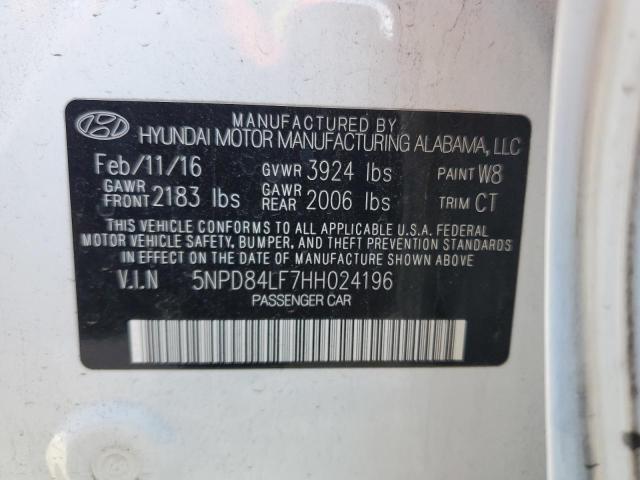 MANUFACTURED BY
HYUNDAI MOTOR MANUFACTURING ALABAMA, LLC
Feb/11/16 GVWR 3924 lbs PAINT W8
GAWR FRONT 2183 lbs GAWR REAR 2006 lbs TRIM CT
THIS VEHICLE CONFORMS TO ALL APPLICABLE U.S.A. FEDERAL
MOTOR VEHICLE SAFETY, BUMPER, AND THEFT PREVENTION STANDARDS
IN EFFECT ON THE DATE OF MANUFACTURE SHOWN ABOVE.
V.I.N 5NPD84LF7HH024196
PASSENGER CAR